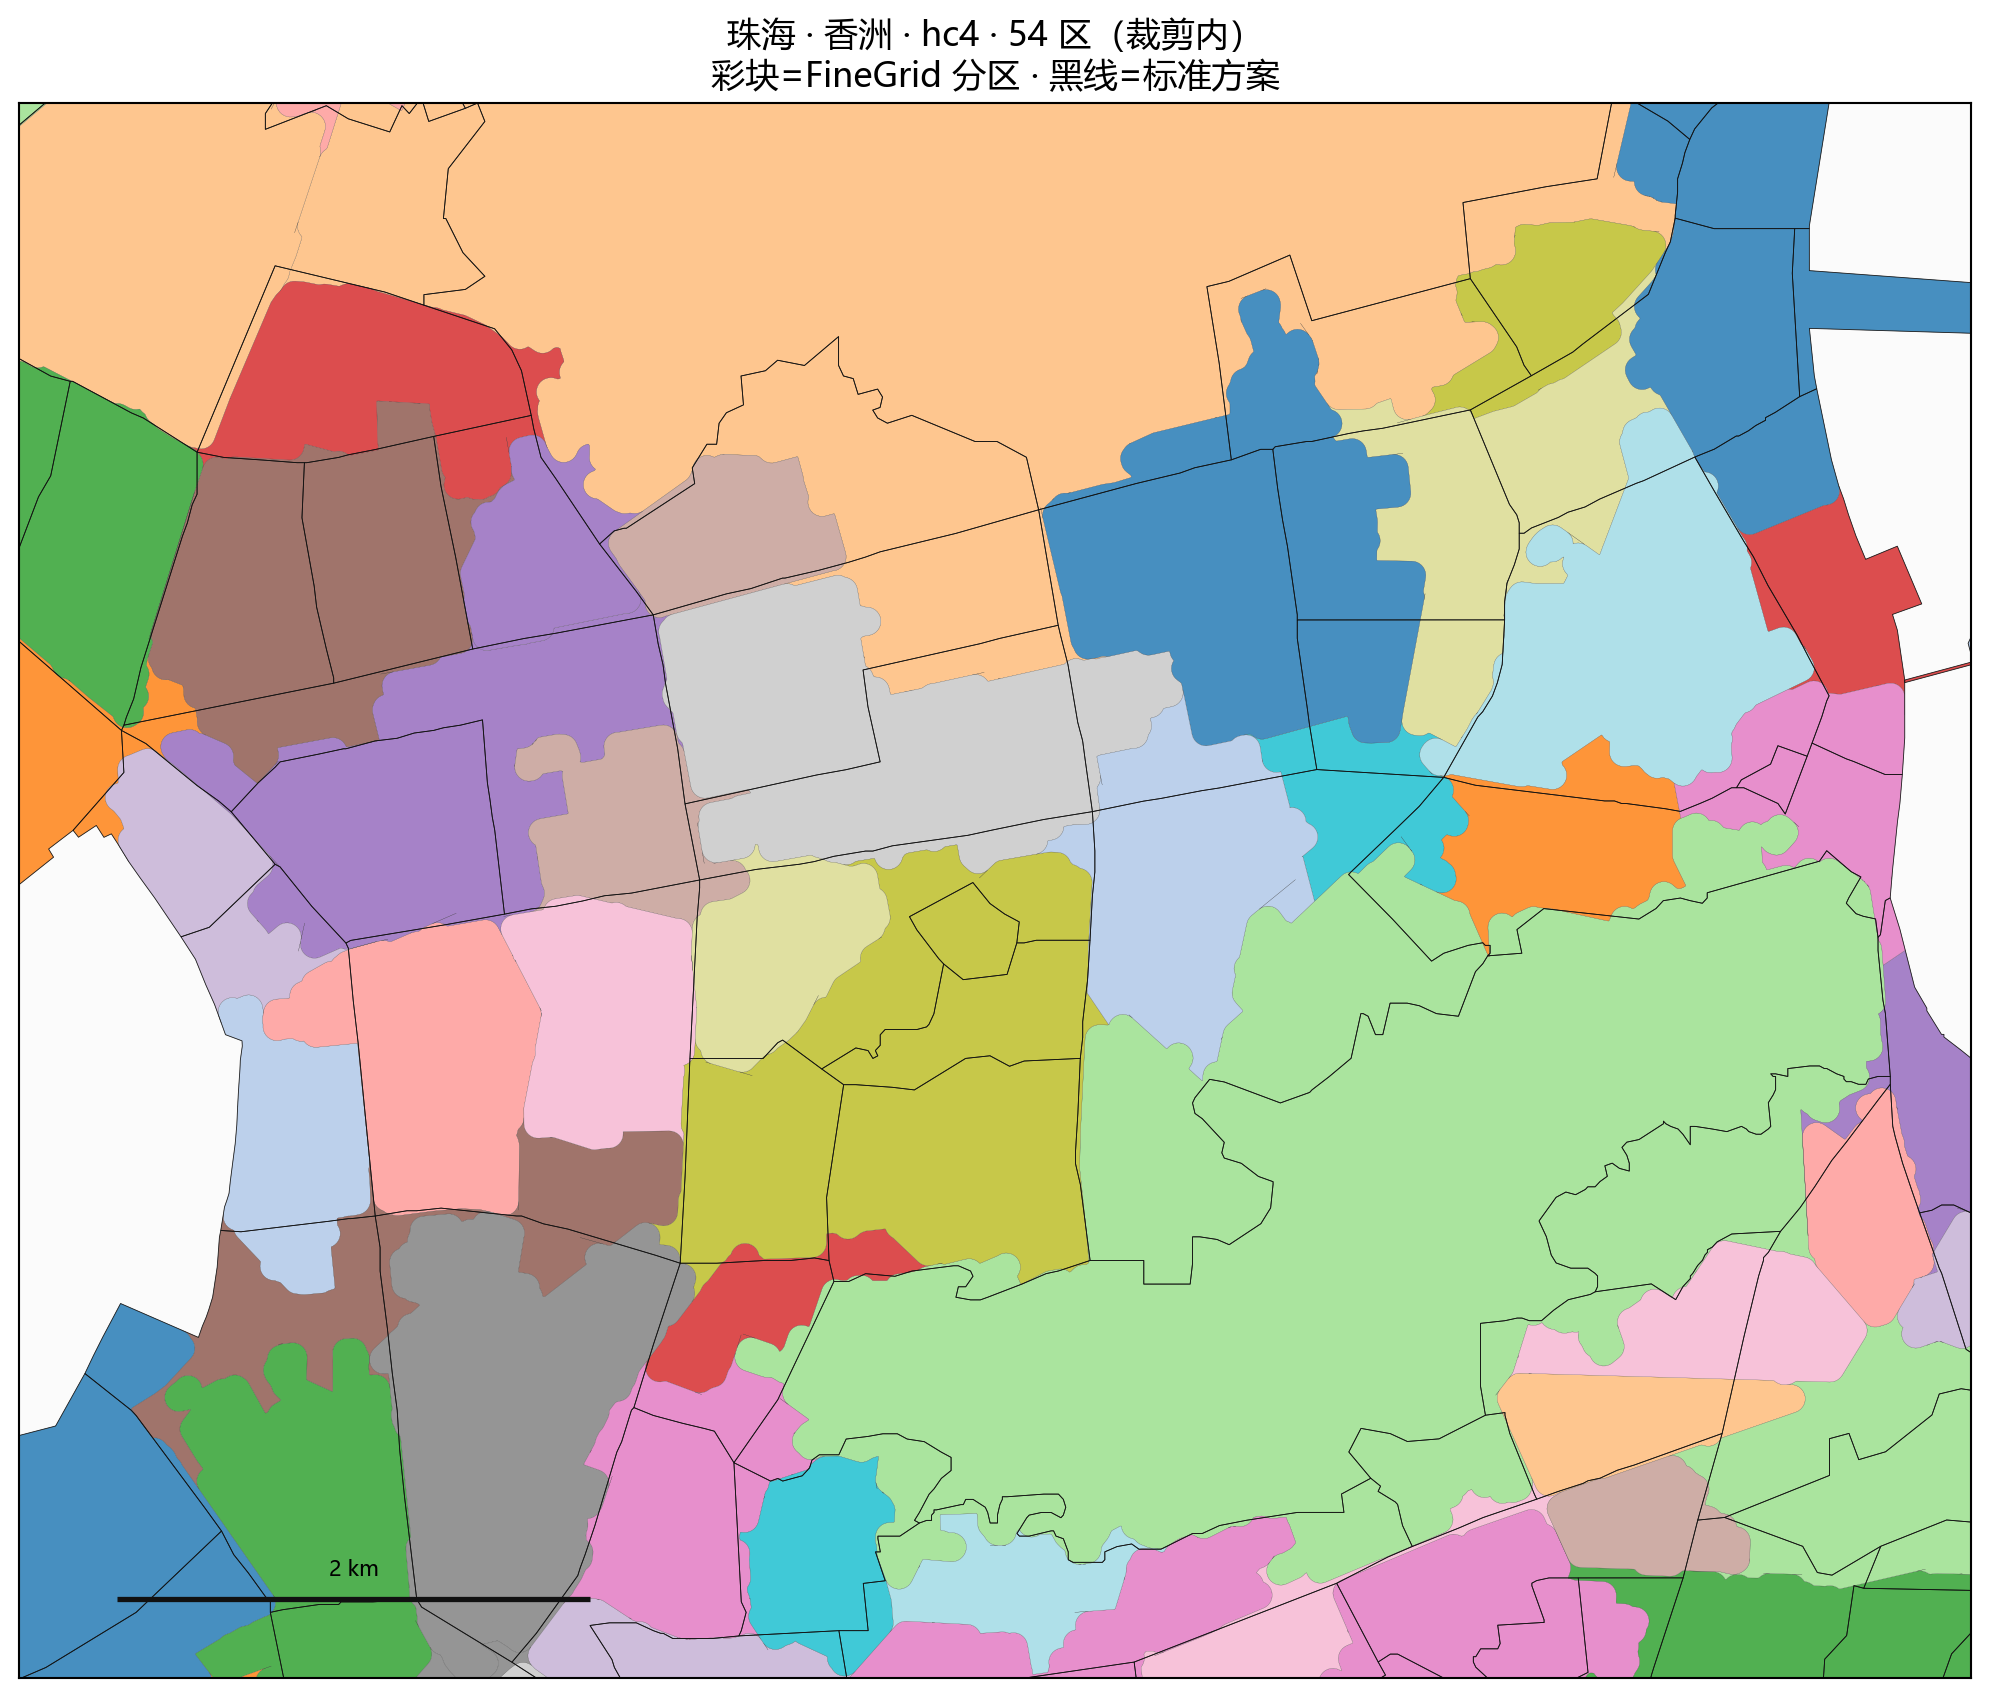 珠海 · 香洲 · hc4 · 54 区（裁剪内）
彩块=FineGrid 分区 · 黑线=标准方案
2 km